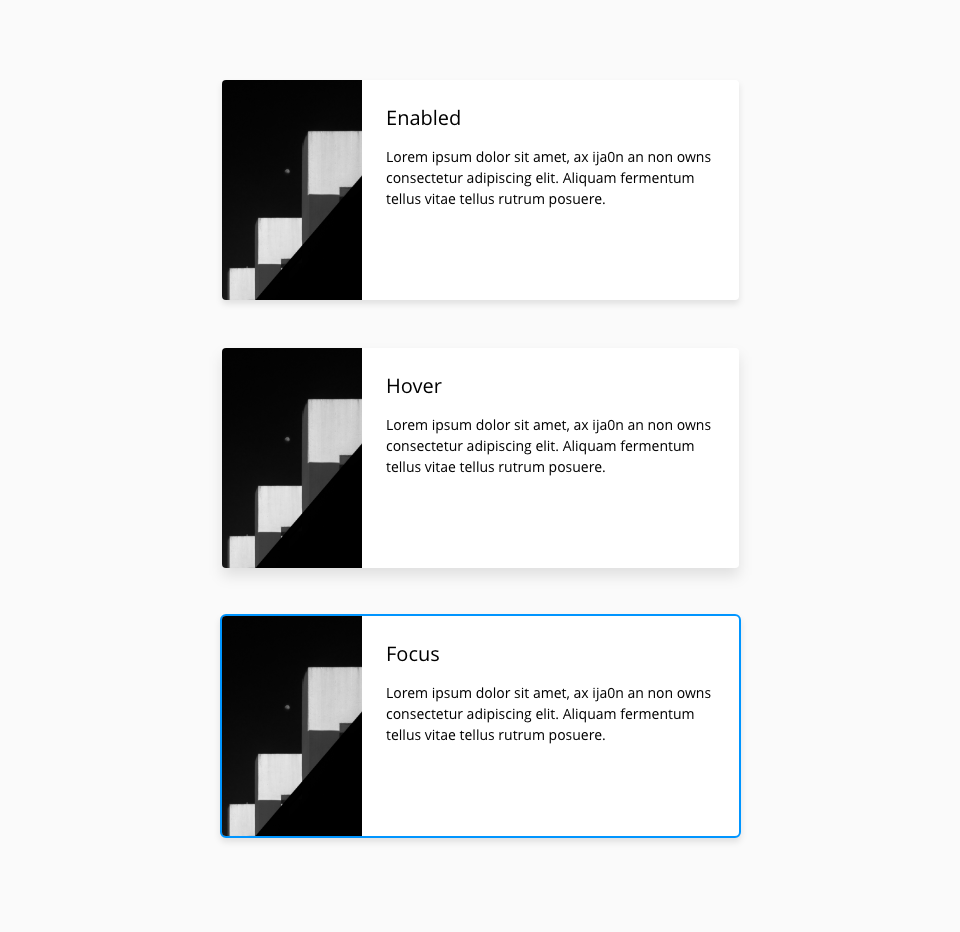 Enabled
Lorem ipsum dolor sit amet, ax ija0n an non owns
consectetur adipiscing elit. Aliquam fermentum
tellus vitae tellus rutrum posuere.
Hover
Lorem ipsum dolor sit amet, ax ija0n an non owns
consectetur adipiscing elit. Aliquam fermentum
tellus vitae tellus rutrum posuere.
Focus
Lorem ipsum dolor sit amet, ax ija0n an non owns
consectetur adipiscing elit. Aliquam fermentum
tellus vitae tellus rutrum posuere.